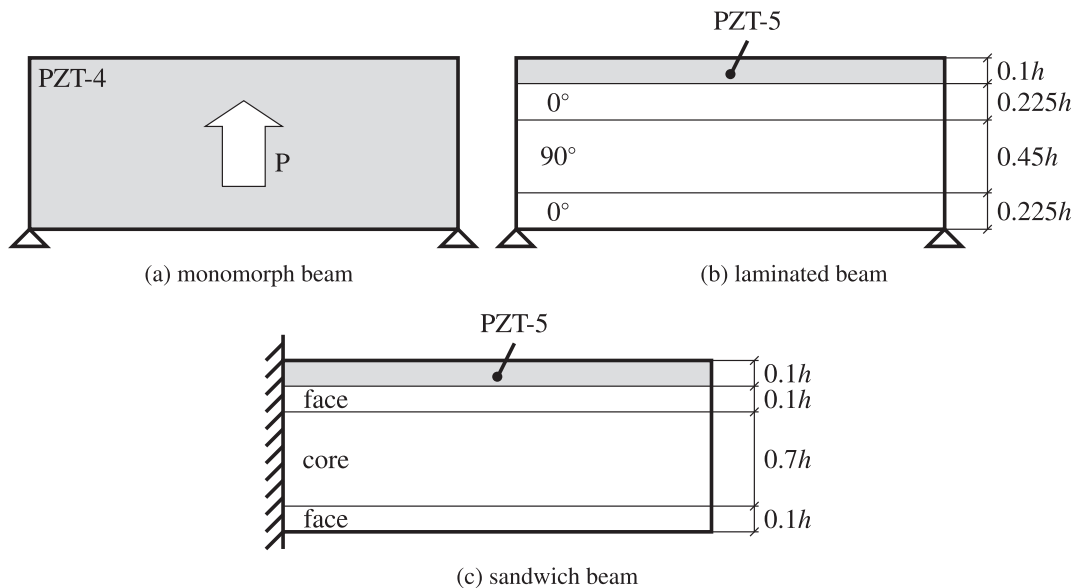 PZT-4
P
(a) monomorph beam
PZT-5
0°
90°
0°
0.1h
0.225h
0.45h
0.225h
(b) laminated beam
PZT-5
face
core
face
0.1h
0.1h
0.7h
0.1h
(c) sandwich beam